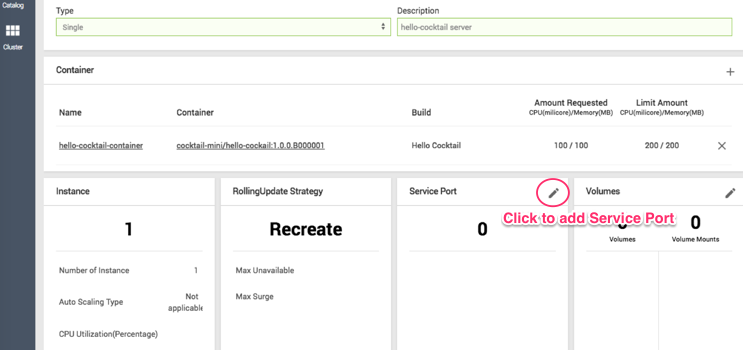 Catalog
Cluster
Type
Description
Single
hello-cocktail server
Container
Name
Container
Build
Amount Requested
CPU(milicore)/Memory(MB)
Limit Amount
CPU(milicore)/Memory(MB)
hello-cocktail-container
cocktail-mini/hello-cockail:1.0.0.B000001
Hello Cocktail
100 / 100
200 / 200
Instance
RollingUpdate Strategy
Service Port
Volumes
Click to add Service Port
1
Recreate
0
0
Volumes
Volume Mounts
Number of Instance
1
Max Unavailable
Auto Scaling Type
Not
applicable
Max Surge
CPU Utilization(Percentage)